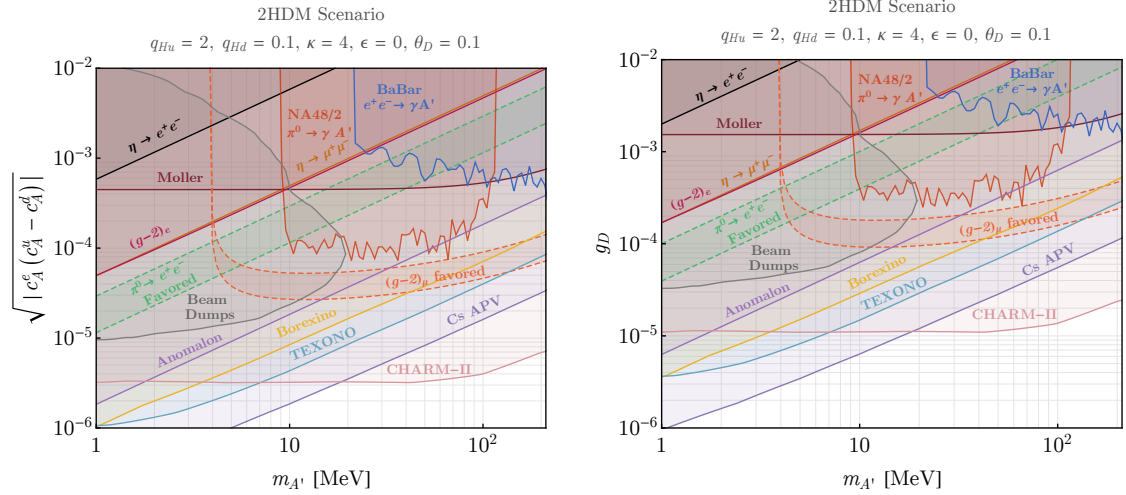 2HDM Scenario
q_{Hu} = 2, q_{Hd} = 0.1, κ = 4, ϵ = 0, θ_D = 0.1
√| c_A^e (c_A^u − c_A^d) |
10^{-2}
10^{-3}
10^{-4}
10^{-5}
10^{-6}
η → e^+ e^-
NA48/2
π^0 → γ A'
BaBar
e^+ e^- → γA'
η → μ^+ μ^-
Moller
(g−2)_e
π^0 → e^+ e^-
Favored
Beam
Dumps
(g−2)_μ favored
Anomalon
Borexino
TEXONO
Cs APV
CHARM−II
1
10
10^2
m_{A'} [MeV]
2HDM Scenario
q_{Hu} = 2, q_{Hd} = 0.1, κ = 4, ϵ = 0, θ_D = 0.1
g_D
10^{-2}
10^{-3}
10^{-4}
10^{-5}
10^{-6}
η → e^+ e^-
NA48/2
π^0 → γ A'
BaBar
e^+ e^- → γA'
Moller
η → μ^+ μ^-
(g−2)_e
π^0 → e^+ e^-
Favored
(g−2)_μ favored
Beam
Dumps
Anomalon
Borexino
TEXONO
Cs APV
CHARM−II
1
10
10^2
m_{A'} [MeV]